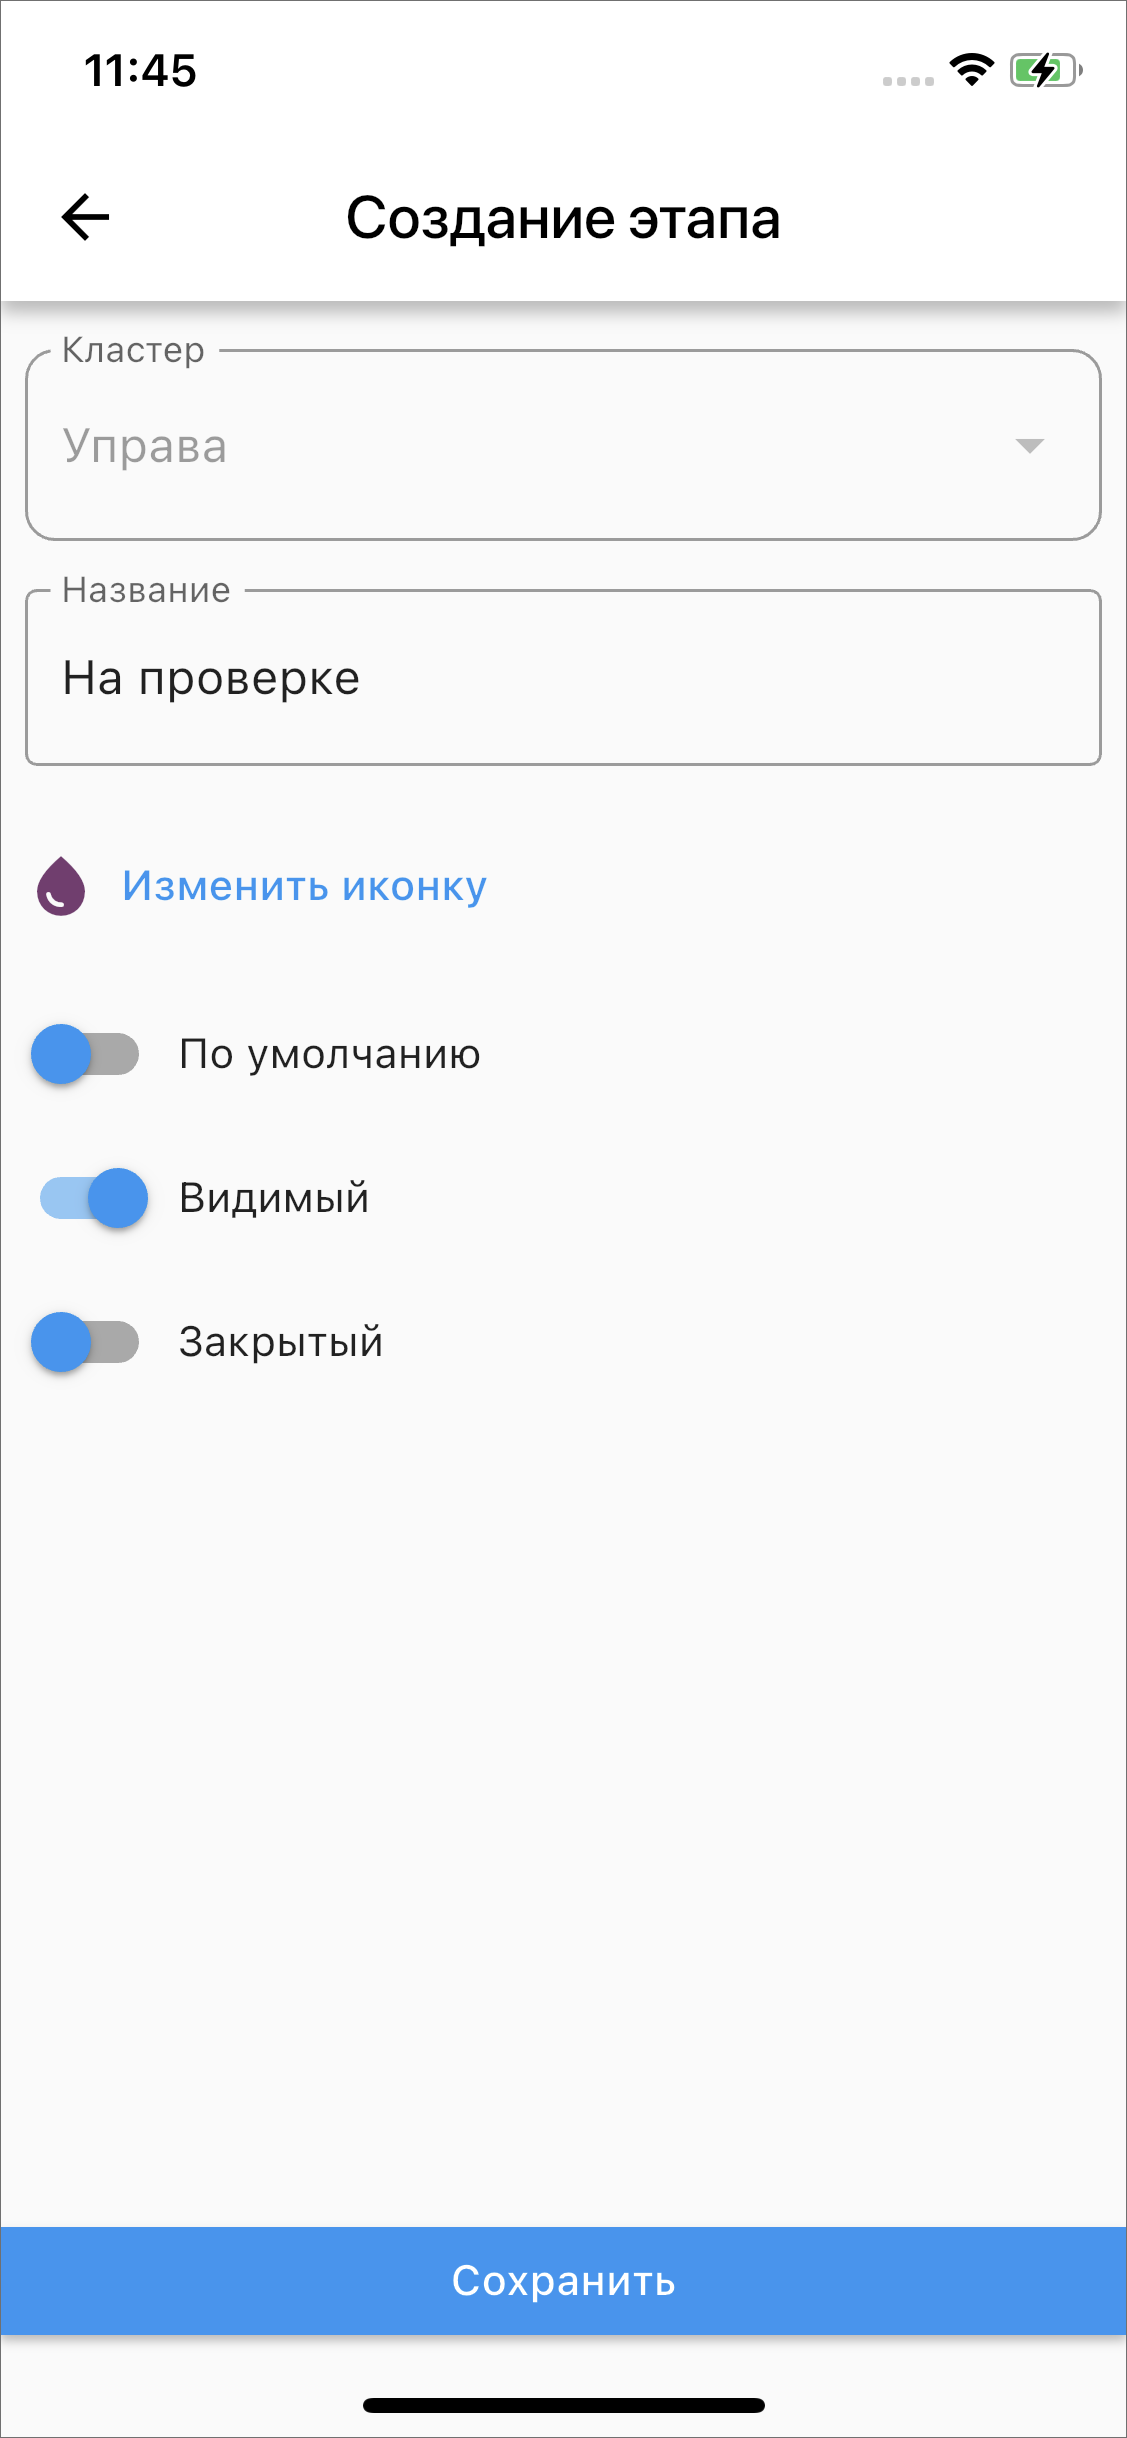 11:45
Создание этапа
Кластер
Управа
Название
На проверке
Изменить иконку
По умолчанию
Видимый
Закрытый
Сохранить